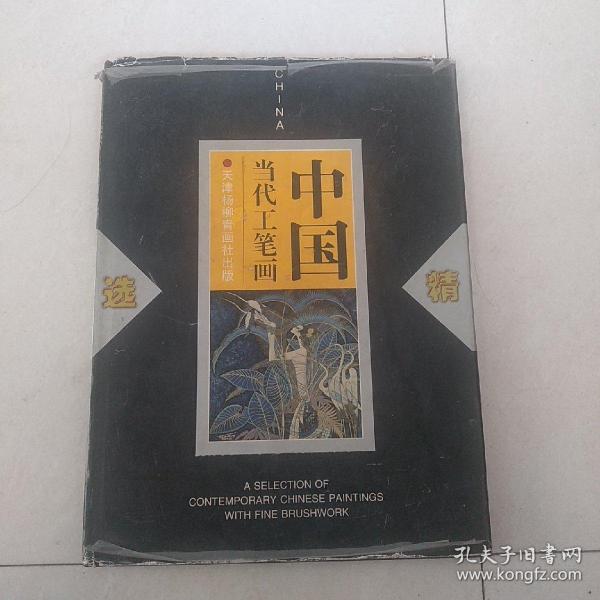 CHINA
中国
当代工笔画
●天津杨柳青画社出版
精
选
A SELECTION OF
CONTEMPORARY CHINESE PAINTINGS
WITH FINE BRUSHWORK
孔夫子旧书网
www.kongfz.com